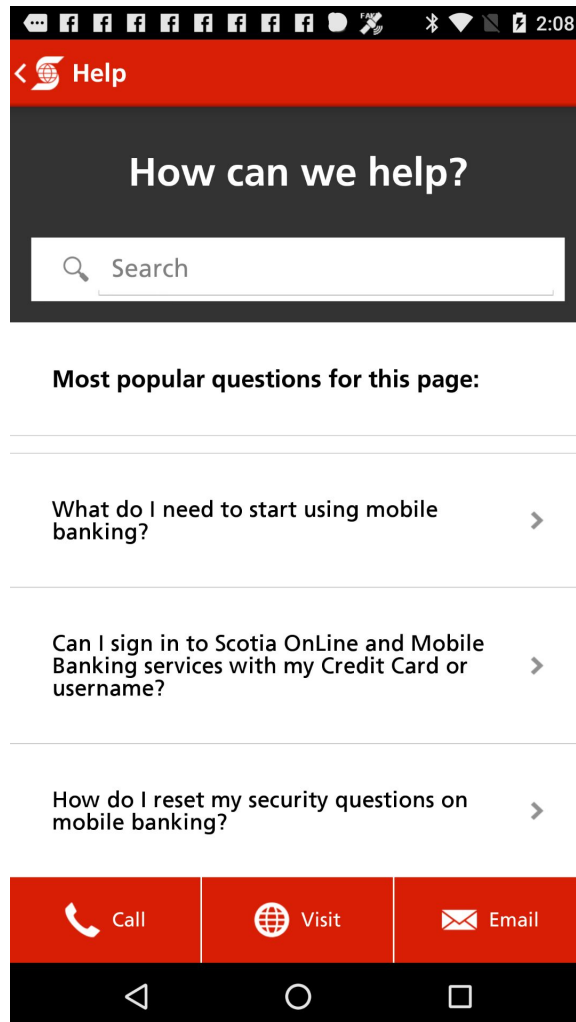 FAKE
2:08
Help
How can we help?
Search
Most popular questions for this page:
What do I need to start using mobile
banking?
Can I sign in to Scotia OnLine and Mobile
Banking services with my Credit Card or
username?
How do I reset my security questions on
mobile banking?
Call
Visit
Email